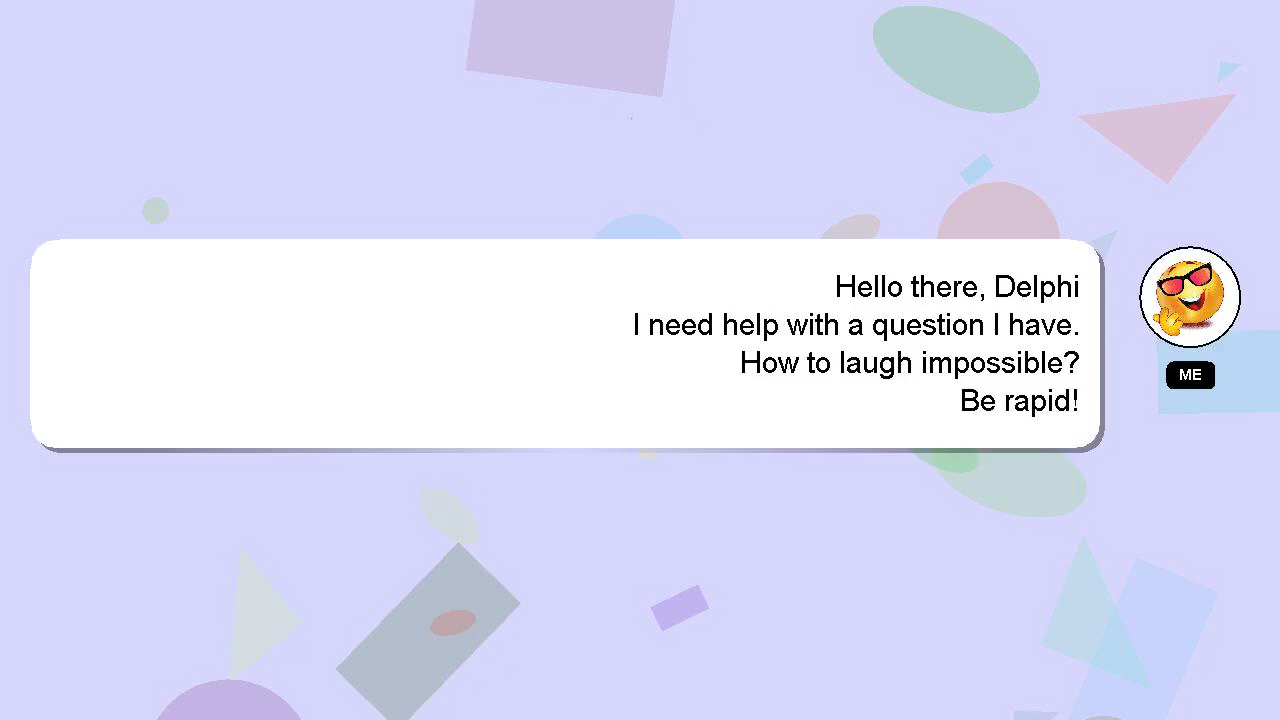 Hello there, Delphi
I need help with a question I have.
How to laugh impossible?
Be rapid!
ME